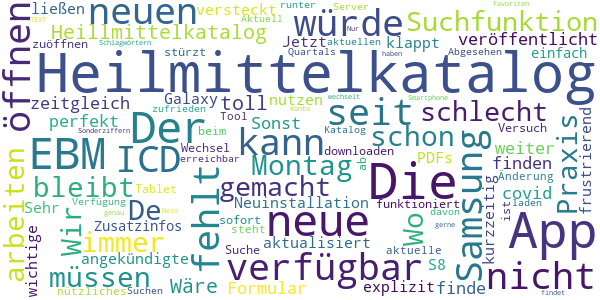 TEXT ließen neuen versteckt Aktuell runter Server Favoriten
zuöffnen Heillmittelkatalog würde Suchfunktion
Schlagwörtern stürzt Jetzt aktuellen klappt veröffentlicht
öffnen Abgesehen Quartals Nur haben einfach
Heilmittelkatalog
zeitgleich Galaxy toll nutzen wechselt Smartphone
perfekt zufrieden Tool Konto seit schlecht
Sonderziffern Sonst Katalog Versuch
Der Wechsel beim erreichbar kann downloaden schon weiter frustrierend
EBM ICD Montag ab PDFs finden Änderung
bleibt gemacht Die Samsung Praxis covid laden
arbeiten Wir De fehlt Neuinstallation funktioniert Wo kurzzeitig ist
Sehr Verfügung Tablet neue davon App
wichtige immer Zusatzinfos sofort aktualisiert finde
angekündigte genau Mein steht Suche aktuelle S8
müssen Wäre verfügbar nicht
nützliches Suchen Formular explizit gerne findet